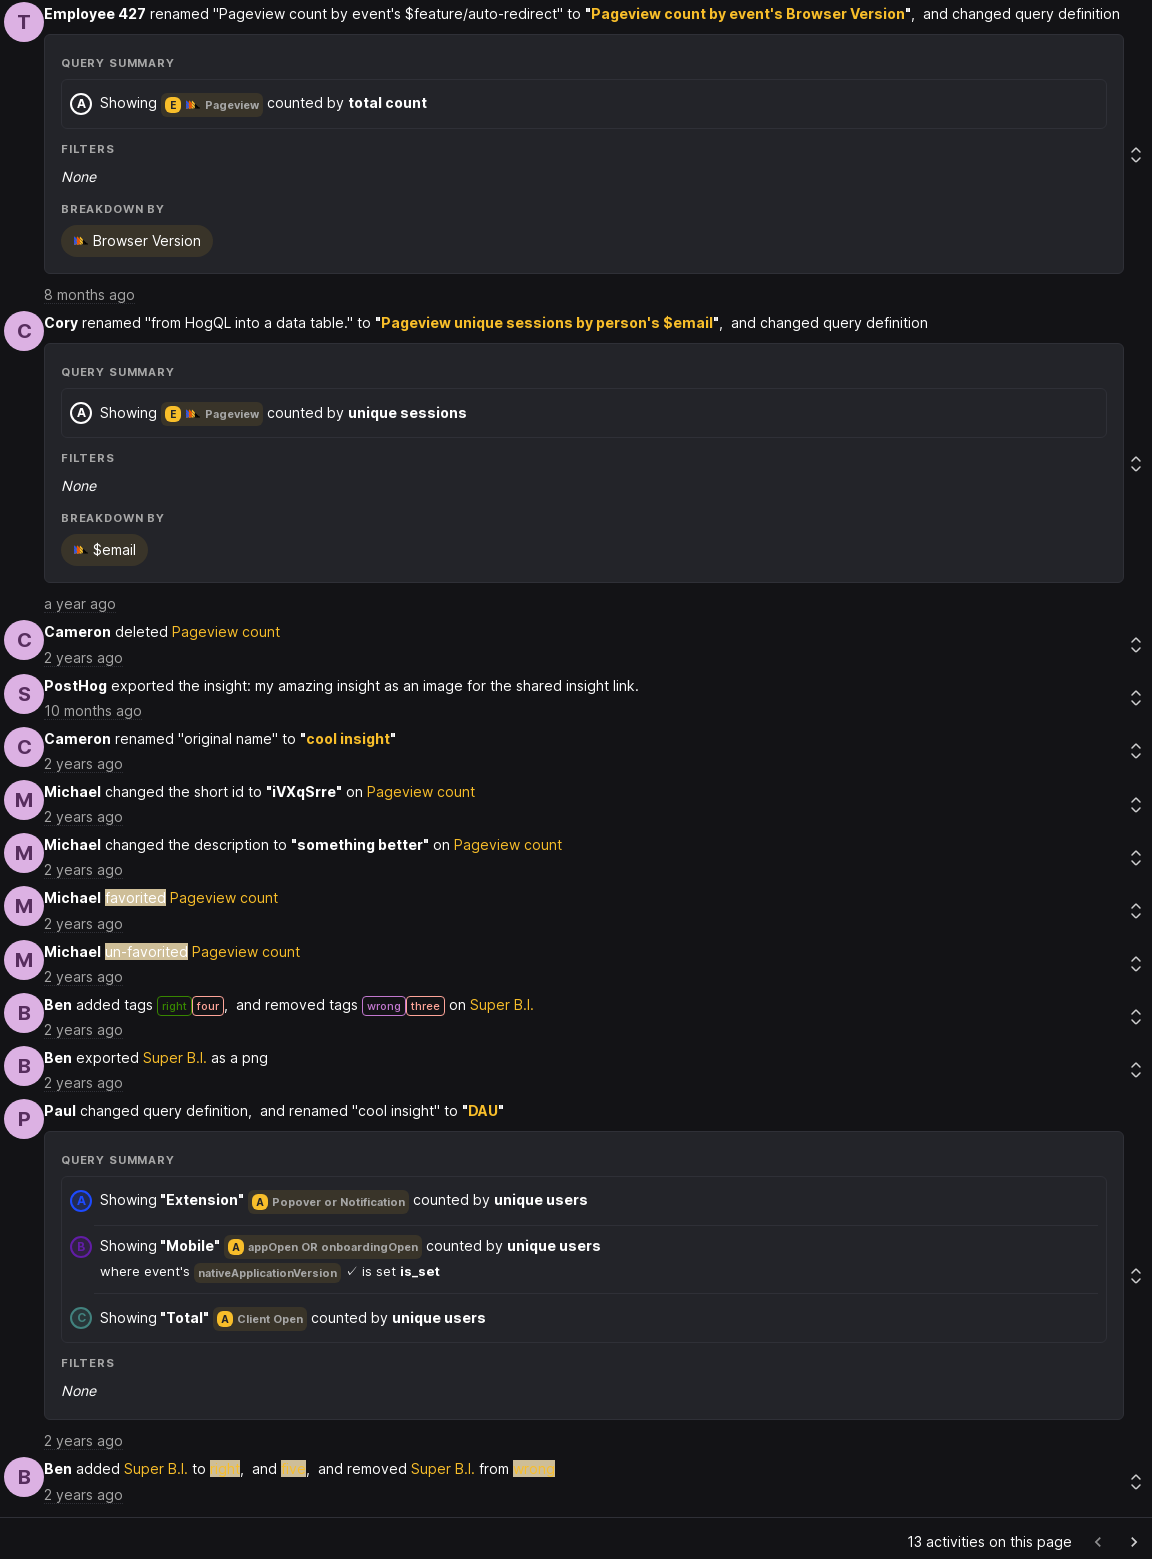 T
Employee 427 renamed "Pageview count by event's $feature/auto-redirect" to "Pageview count by event's Browser Version",  and changed query definition
QUERY SUMMARY
A Showing E Pageview counted by total count
FILTERS
None
BREAKDOWN BY
Browser Version
8 months ago
C
Cory renamed "from HogQL into a data table." to "Pageview unique sessions by person's $email",  and changed query definition
QUERY SUMMARY
A Showing E Pageview counted by unique sessions
FILTERS
None
BREAKDOWN BY
$email
a year ago
C
Cameron deleted Pageview count
2 years ago
S
PostHog exported the insight: my amazing insight as an image for the shared insight link.
10 months ago
C
Cameron renamed "original name" to "cool insight"
2 years ago
M
Michael changed the short id to "iVXqSrre" on Pageview count
2 years ago
M
Michael changed the description to "something better" on Pageview count
2 years ago
M
Michael favorited Pageview count
2 years ago
M
Michael un-favorited Pageview count
2 years ago
B
Ben added tags right four,  and removed tags wrong three on Super B.I.
2 years ago
B
Ben exported Super B.I. as a png
2 years ago
P
Paul changed query definition,  and renamed "cool insight" to "DAU"
QUERY SUMMARY
A Showing "Extension" A Popover or Notification counted by unique users
B Showing "Mobile" A appOpen OR onboardingOpen counted by unique users
where event's nativeApplicationVersion ✓ is set is_set
C Showing "Total" A Client Open counted by unique users
FILTERS
None
2 years ago
B
Ben added Super B.I. to ,  and ,  and removed Super B.I. from
2 years ago
13 activities on this page